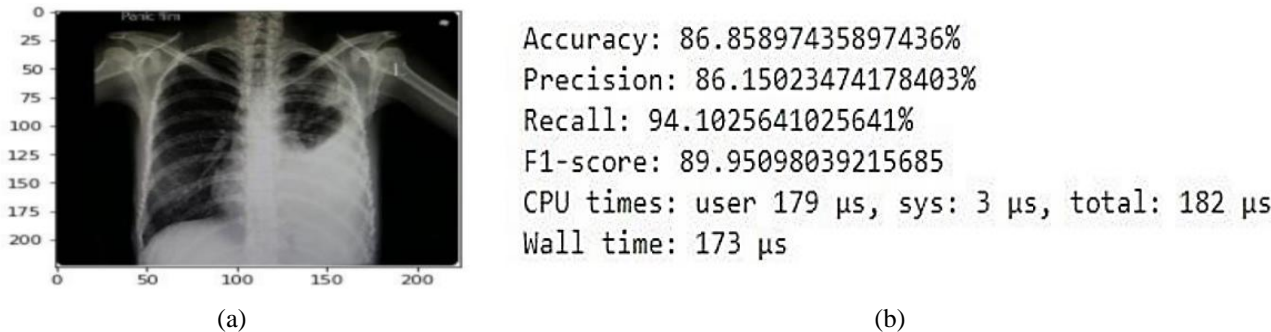 Panic film
0
25
50
75
100
125
150
175
200
0 50 100 150 200
Accuracy: 86.85897435897436%
Precision: 86.15023474178403%
Recall: 94.1025641025641%
F1-score: 89.95098039215685
CPU times: user 179 µs, sys: 3 µs, total: 182 µs
Wall time: 173 µs
(a) (b)